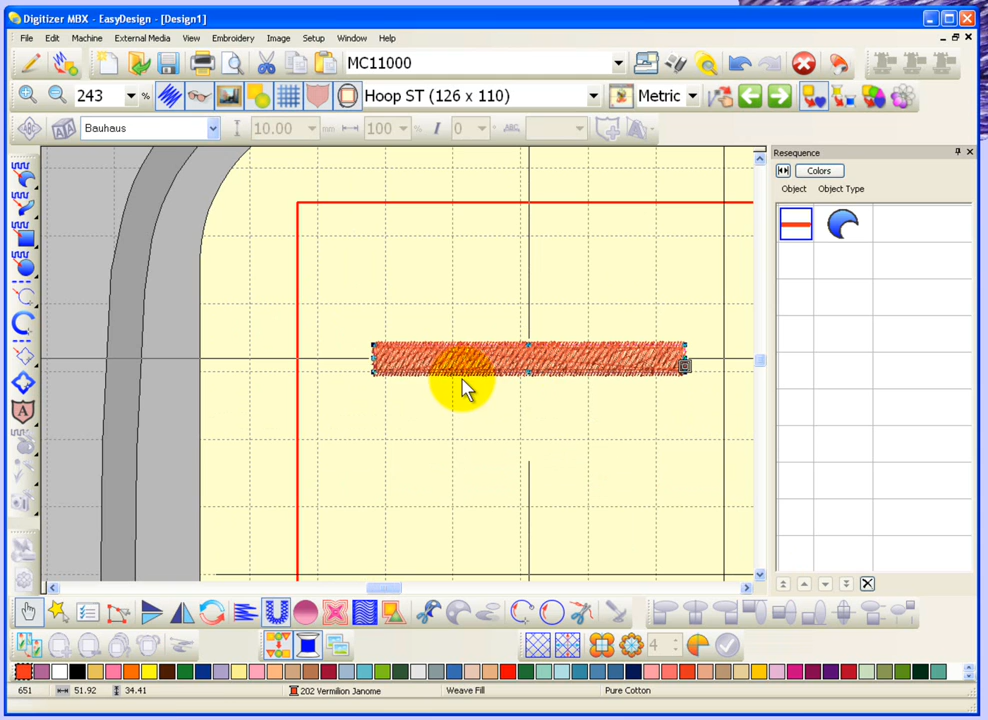 Digitizer MBX - EasyDesign - [Design1]
File Edit Machine External Media View Embroidery Image Setup Window Help
MC11000
243 % Hoop ST (126 x 110) Metric
Bauhaus 10.00 mm 100 % 0 ABC
Resequence
Colors
Object Object Type
A
4
651 51.92 34.41 202 Vermilion Janome Weave Fill Pure Cotton